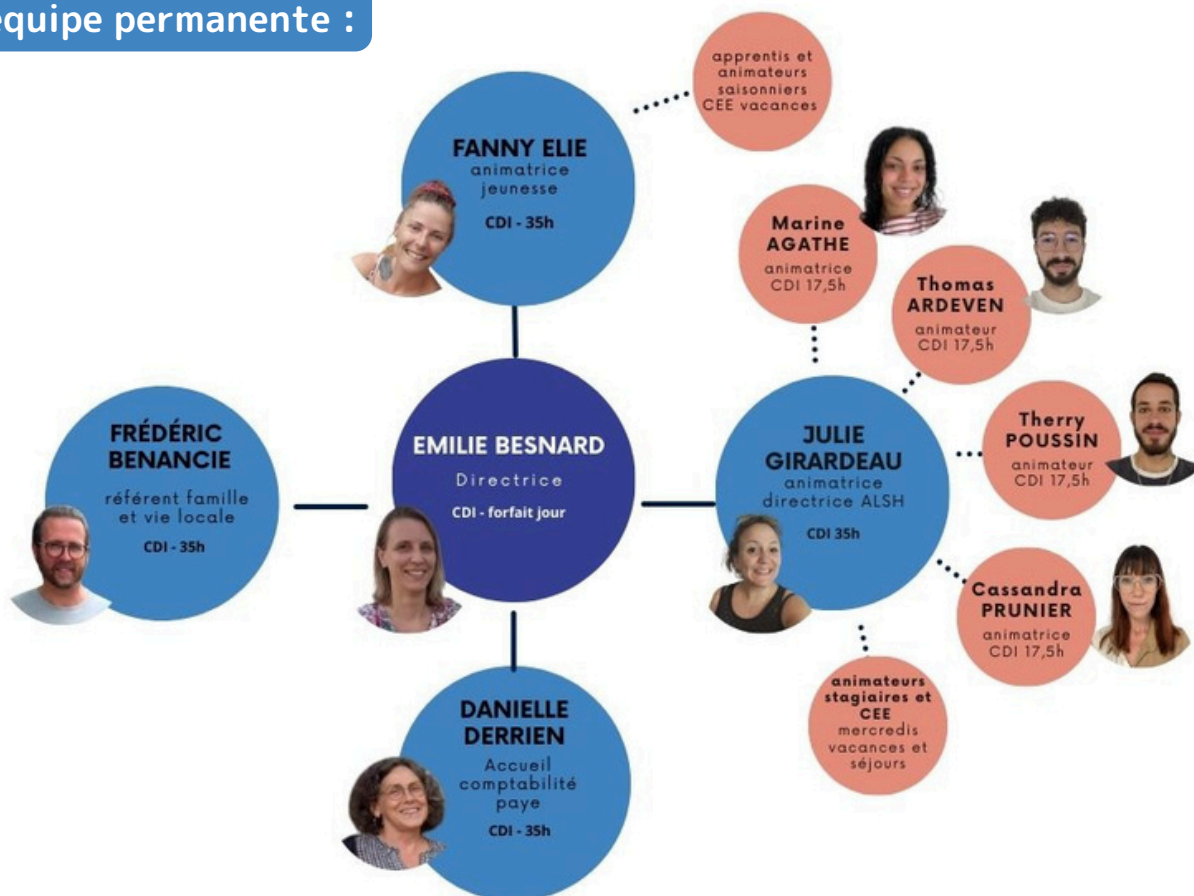 équipe permanente :
apprentis et
animateurs
saisonniers
CEE vacances
FANNY ELIE
animatrice
jeunesse
CDI - 35h
Marine
AGATHE
animatrice
CDI 17,5h
Thomas
ARDEVEN
animateur
CDI 17,5h
FRÉDÉRIC
BENANCIE
référent famille
et vie locale
CDI - 35h
EMILIE BESNARD
Directrice
CDI - forfait jour
JULIE
GIRARDEAU
animatrice
directrice ALSH
CDI 35h
Therry
POUSSIN
animateur
CDI 17,5h
Cassandra
PRUNIER
animatrice
CDI 17,5h
animateurs
stagiaires et
CEE
mercredis
vacances et
séjours
DANIELLE
DERRIEN
Accueil
comptabilité
paye
CDI - 35h